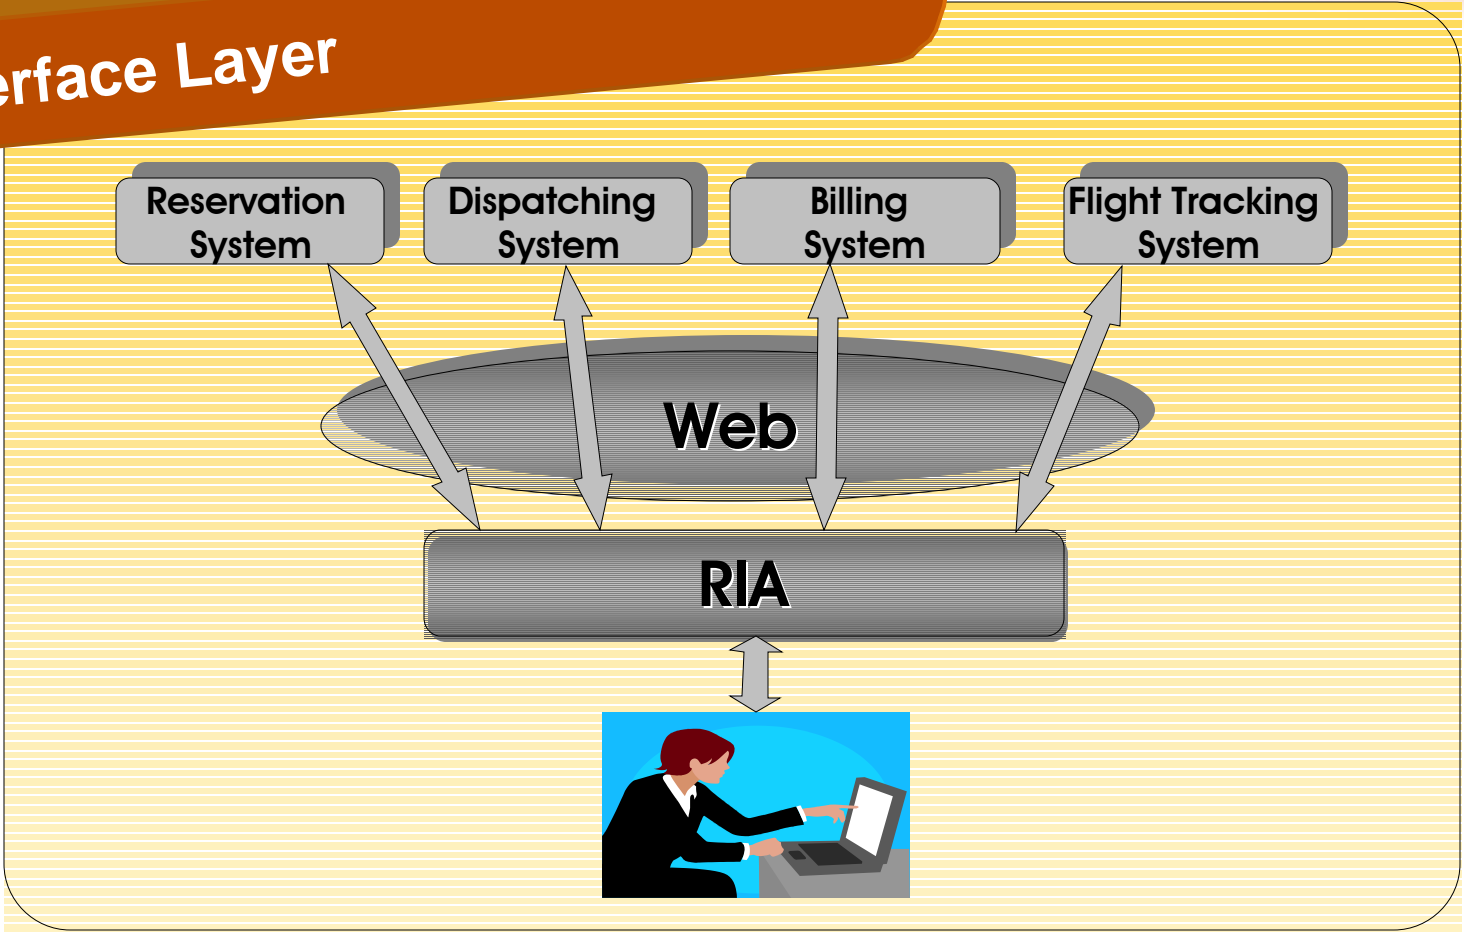 erface Layer
Reservation
System
Dispatching
System
Billing
System
Flight Tracking
System
Web
RIA